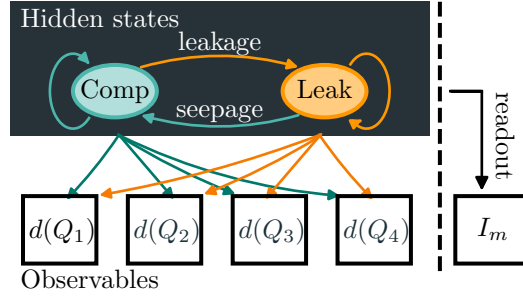 Hidden states
leakage
Comp
Leak
seepage
readout
d(Q₁)
d(Q₂)
d(Q₃)
d(Q₄)
Iₘ
Observables